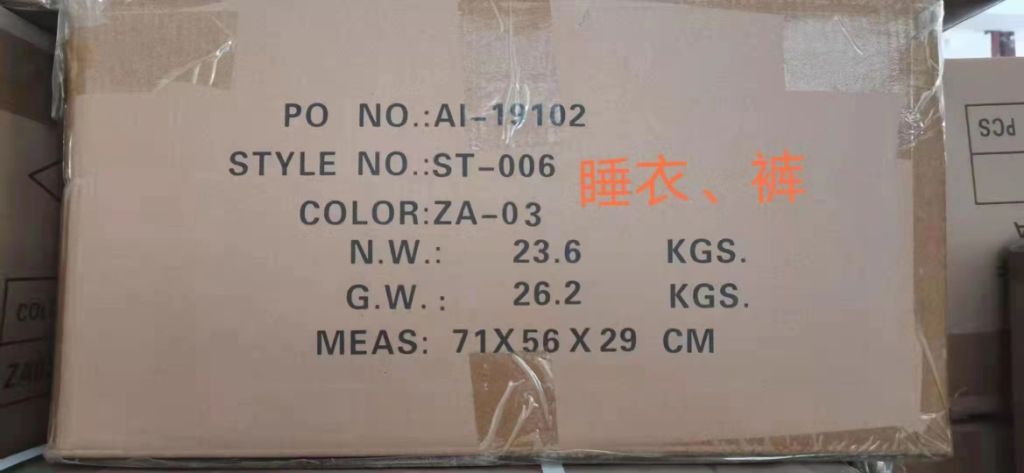 PO NO.:AI-19102
STYLE NO.:ST-006
睡衣、裤
COLOR:ZA-03
N.W.: 23.6 KGS.
G.W.: 26.2 KGS.
MEAS: 71X56X29 CM
PCS